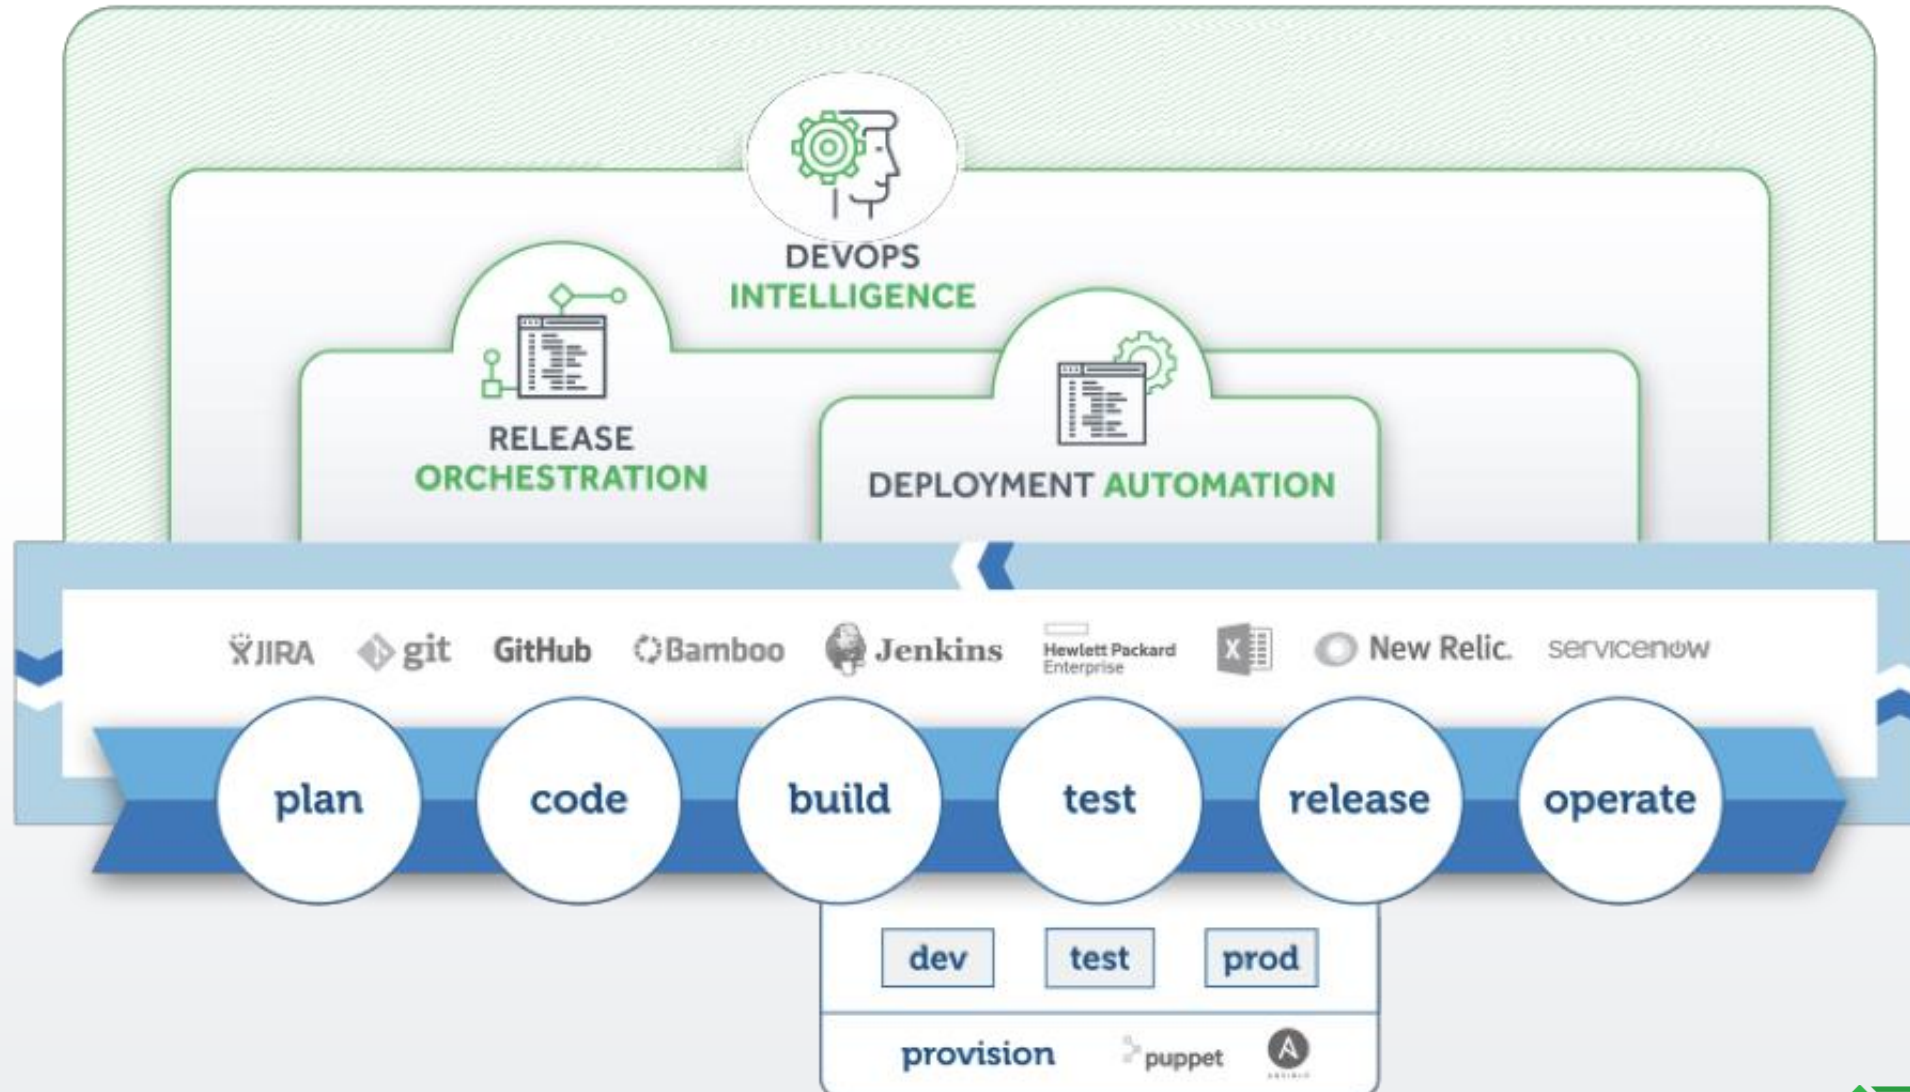 DEVOPS
INTELLIGENCE
RELEASE
ORCHESTRATION
DEPLOYMENT AUTOMATION
JIRA
git
GitHub
Bamboo
Jenkins
Hewlett Packard
Enterprise
X
New Relic.
servicenow
plan
code
build
test
release
operate
dev
test
prod
provision
puppet
A
ANSIBLE